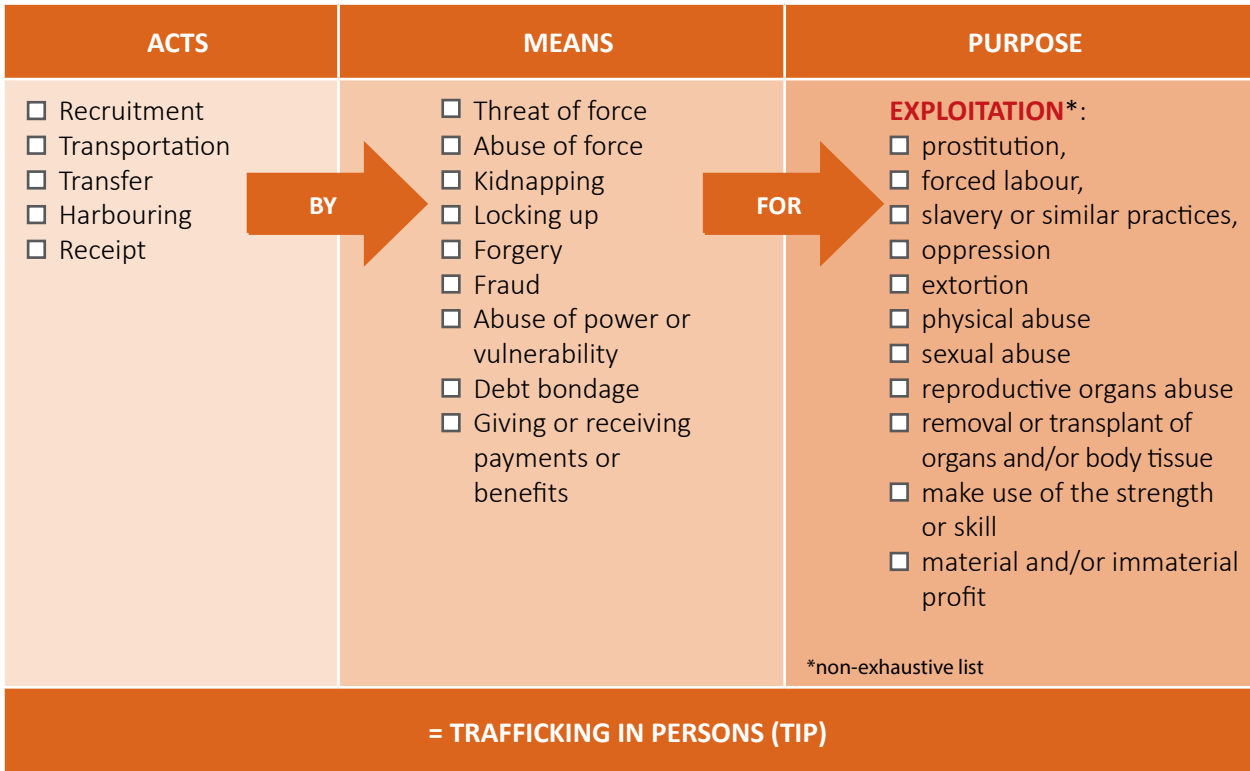 ACTS
MEANS
PURPOSE
Recruitment
Transportation
Transfer
Harbouring
Receipt
BY
Threat of force
Abuse of force
Kidnapping
Locking up
Forgery
Fraud
Abuse of power or
vulnerability
Debt bondage
Giving or receiving
payments or
benefits
FOR
EXPLOITATION*:
prostitution,
forced labour,
slavery or similar practices,
oppression
extortion
physical abuse
sexual abuse
reproductive organs abuse
removal or transplant of
organs and/or body tissue
make use of the strength
or skill
material and/or immaterial
profit
*non-exhaustive list
= TRAFFICKING IN PERSONS (TIP)